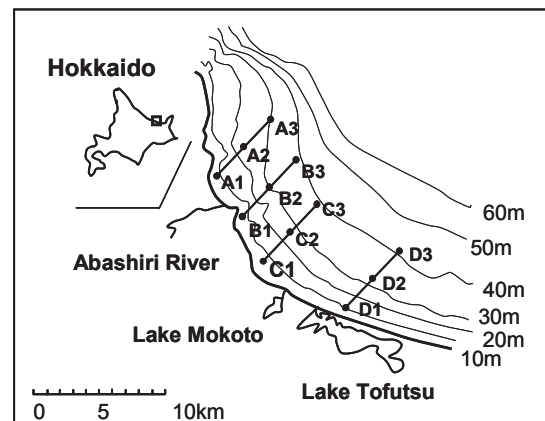 Hokkaido
A3
A2
B3
A1
B2
C3
B1
60m
C2
50m
D3
Abashiri River
C1
D2
40m
D1
30m
Lake Mokoto
20m
10m
Lake Tofutsu
0 5 10km